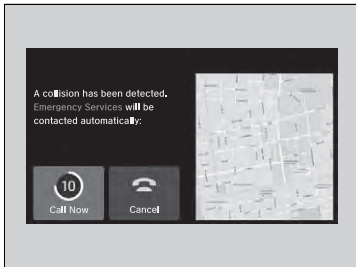 A collision has been detected.
Emergency Services will be
contacted automatically:
10
Call Now
Cancel